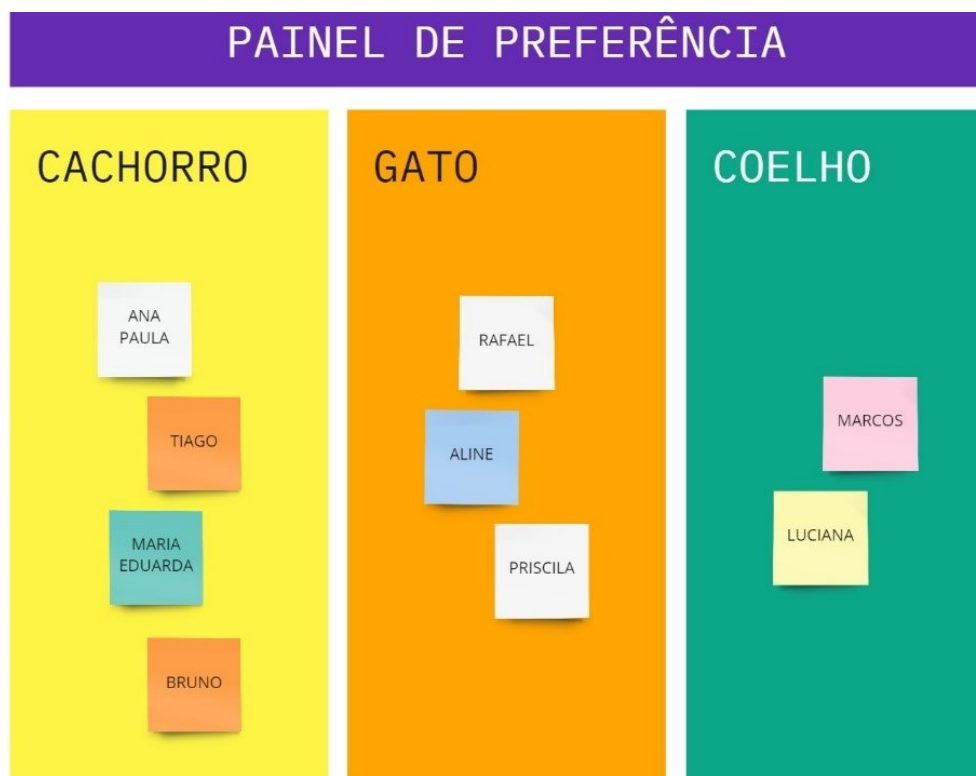 PAINEL DE PREFERÊNCIA
CACHORRO
ANA
PAULA
TIAGO
MARIA
EDUARDA
BRUNO
GATO
RAFAEL
ALINE
PRISCILA
COELHO
MARCOS
LUCIANA